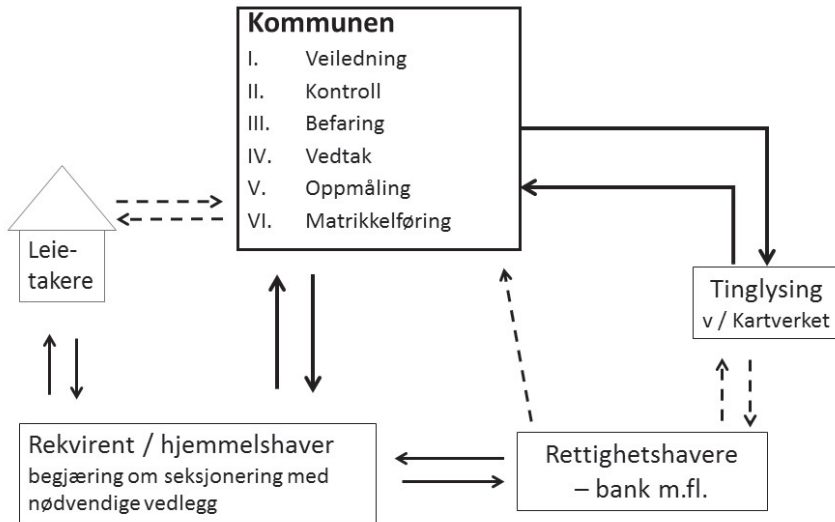 Kommunen
I. Veiledning
II. Kontroll
III. Befaring
IV. Vedtak
V. Oppmåling
VI. Matrikkelføring
Leie-
takere
Tinglysing
v / Kartverket
Rekvirent / hjemmelshaver
begjæring om seksjonering med
nødvendige vedlegg
Rettighetshavere
– bank m.fl.